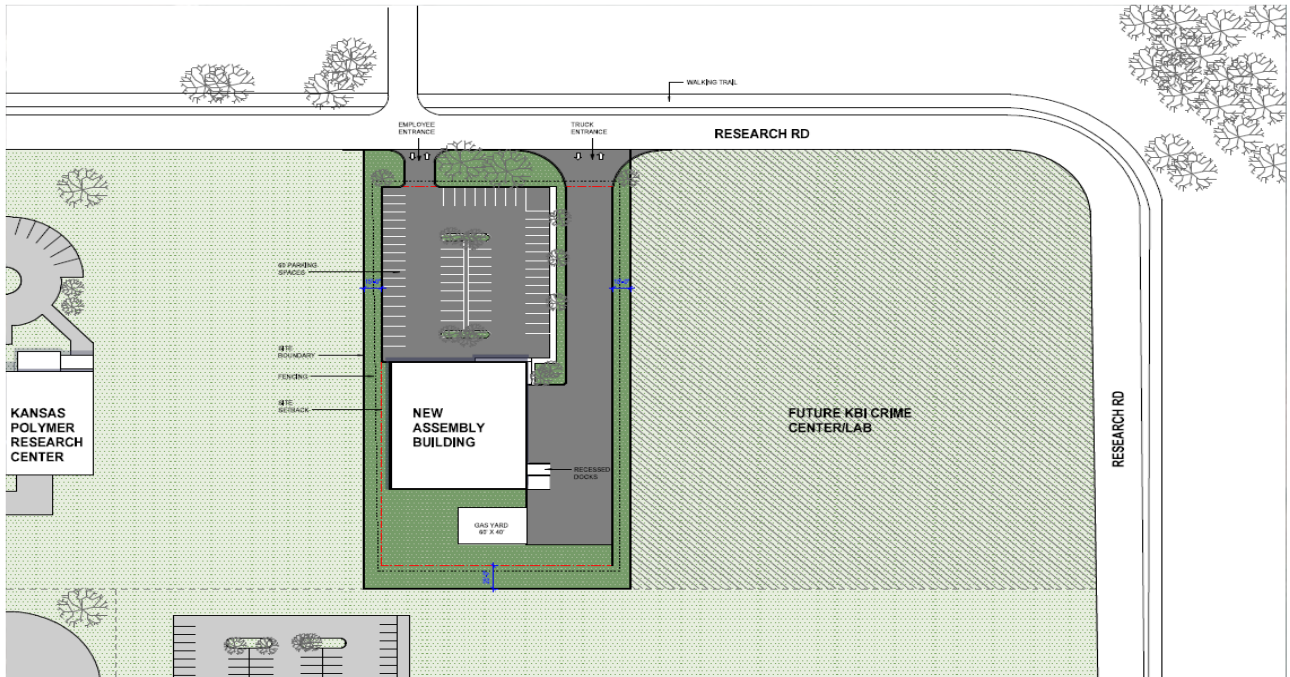 WALKING TRAIL
EMPLOYEE
ENTRANCE
TRUCK
ENTRANCE
RESEARCH RD
PARKING
SPACES
SITE
BOUNDARY
FENCING
SITE
SETBACK
KANSAS
POLYMER
RESEARCH
CENTER
NEW
ASSEMBLY
BUILDING
FUTURE KBI CRIME
CENTER/LAB
RESEARCH RD
RECESSED
DOCKS
GAS YARD